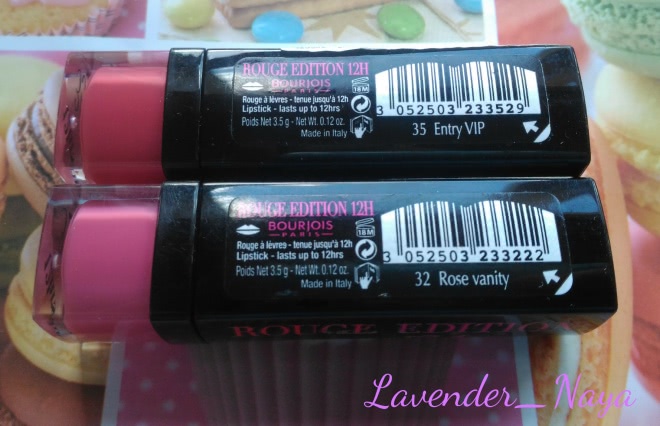 ROUGE EDITION 12H
BOURJOIS
PARIS
Rouge à lèvres - tenue jusqu'à 12h
Lipstick - lasts up to 12hrs
Poids Net 3.5 g - Net Wt. 0.12 oz.
Made in Italy
18M
3 052503 233529
35 Entry VIP
ROUGE EDITION 12H
BOURJOIS
PARIS
Rouge à lèvres - tenue jusqu'à 12h
Lipstick - lasts up to 12hrs
Poids Net 3.5 g - Net Wt. 0.12 oz.
Made in Italy
18M
3 052503 233222
32 Rose vanity
ROUGE EDITION
Lavender_Naya